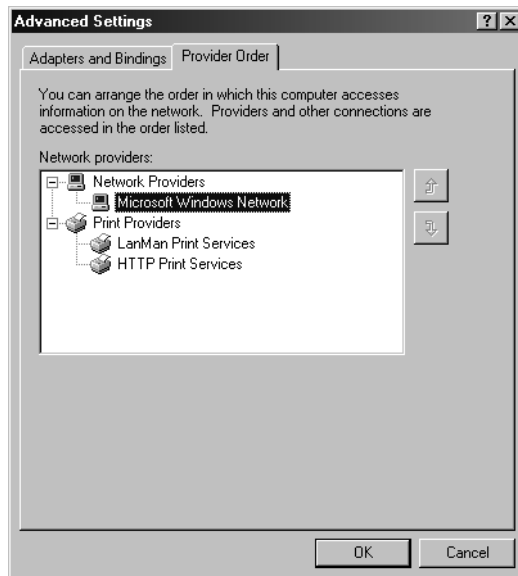 Advanced Settings
Adapters and Bindings
Provider Order
You can arrange the order in which this computer accesses
information on the network. Providers and other connections are
accessed in the order listed.
Network providers:
Network Providers
Microsoft Windows Network
Print Providers
LanMan Print Services
HTTP Print Services
OK
Cancel